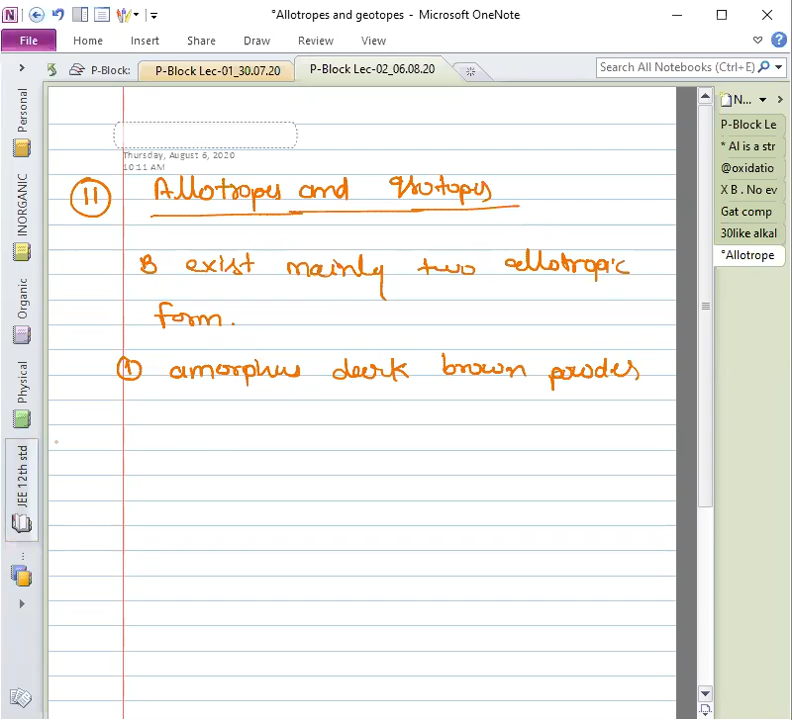 °Allotropes and geotopes - Microsoft OneNote
File Home Insert Share Draw Review View
P-Block: P-Block Lec-01_30.07.20 P-Block Lec-02_06.08.20 Search All Notebooks (Ctrl+E)
Personal
INORGANIC
Organic
Physical
JEE 12th std
N...
P-Block Le
* Al is a str
@oxidatio
X B . No ev
Gat comp
30like alkal
°Allotrope
Thursday, August 6, 2020
10:11 AM
11 Allotropes and Isotopes
B exist mainly two allotropic
form.
1 amorphus dark brown powder